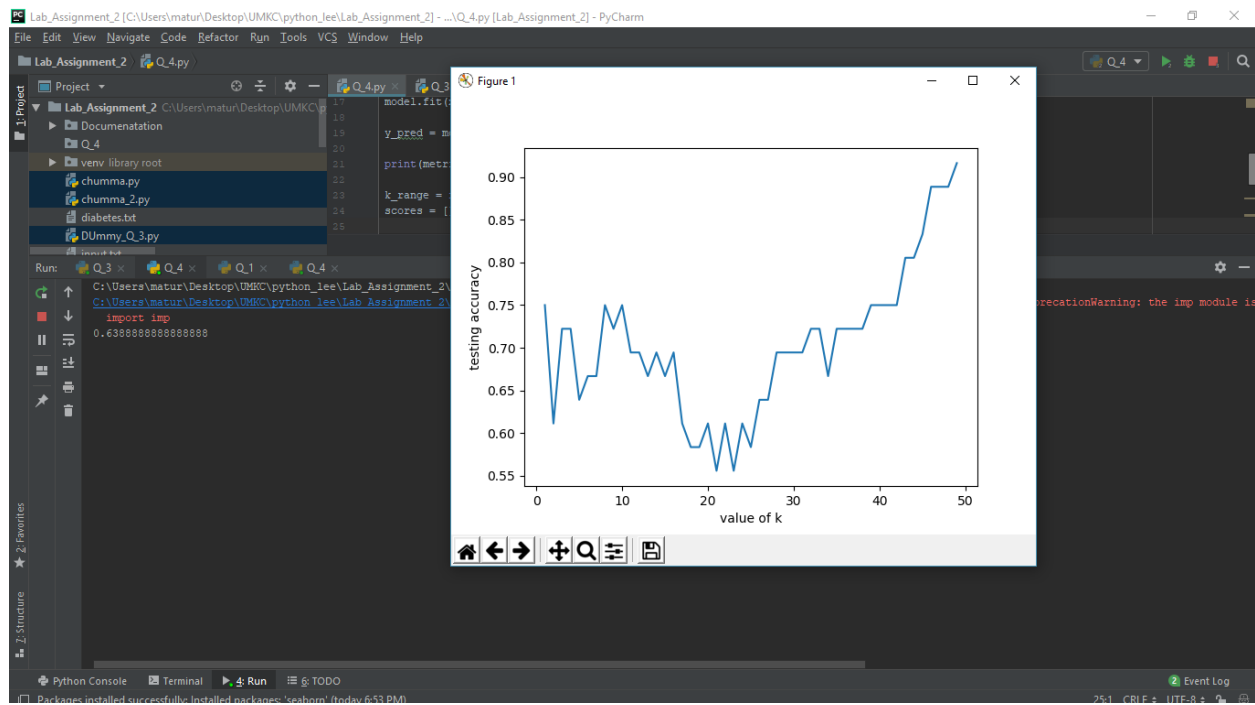 Lab_Assignment_2 [C:\Users\matur\Desktop\UMKC\python_lee\Lab_Assignment_2] - ...\Q_4.py [Lab_Assignment_2] - PyCharm
File Edit View Navigate Code Refactor Run Tools VCS Window Help
Lab_Assignment_2 Q_4.py Q_4
Project Q_4.py Q_3
1: Project
Lab_Assignment_2 C:\Users\matur\Desktop\UMKC\p
Documenatation
Q_4
venv library root
chumma.py
chumma_2.py
diabetes.txt
DUmmy_Q_3.py
input.txt
17 model.fit(
18
19 y_pred = m
20
21 print(metr
22
23 k_range =
24 scores = [
25
Figure 1
0.90
0.85
0.80
0.75
0.70
0.65
0.60
0.55
testing accuracy
0 10 20 30 40 50
value of k
Run: Q_3 Q_4 Q_1 Q_4
C:\Users\matur\Desktop\UMKC\python_lee\Lab_Assignment_2\
C:\Users\matur\Desktop\UMKC\python_lee\Lab_Assignment_2\ precationWarning: the imp module is
import imp
0.6388888888888888
2: Favorites
7: Structure
Python Console Terminal 4: Run 6: TODO 2 Event Log
Packages installed successfully: Installed packages: 'seaborn' (today 6:53 PM) 25:1 CRLF UTF-8